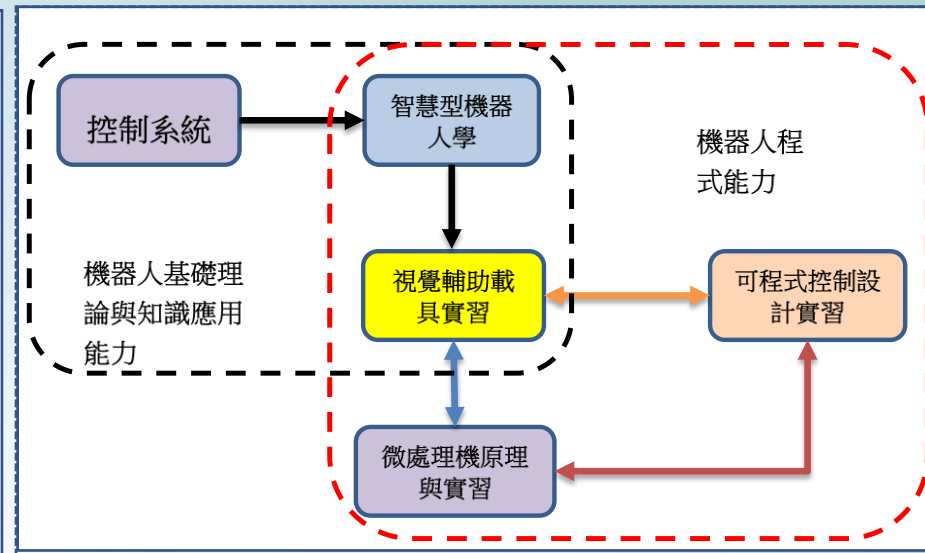 控制系統
智慧型機器
人學
機器人程
式能力
機器人基礎理
論與知識應用
能力
視覺輔助載
具實習
可程式控制設
計實習
微處理機原理
與實習